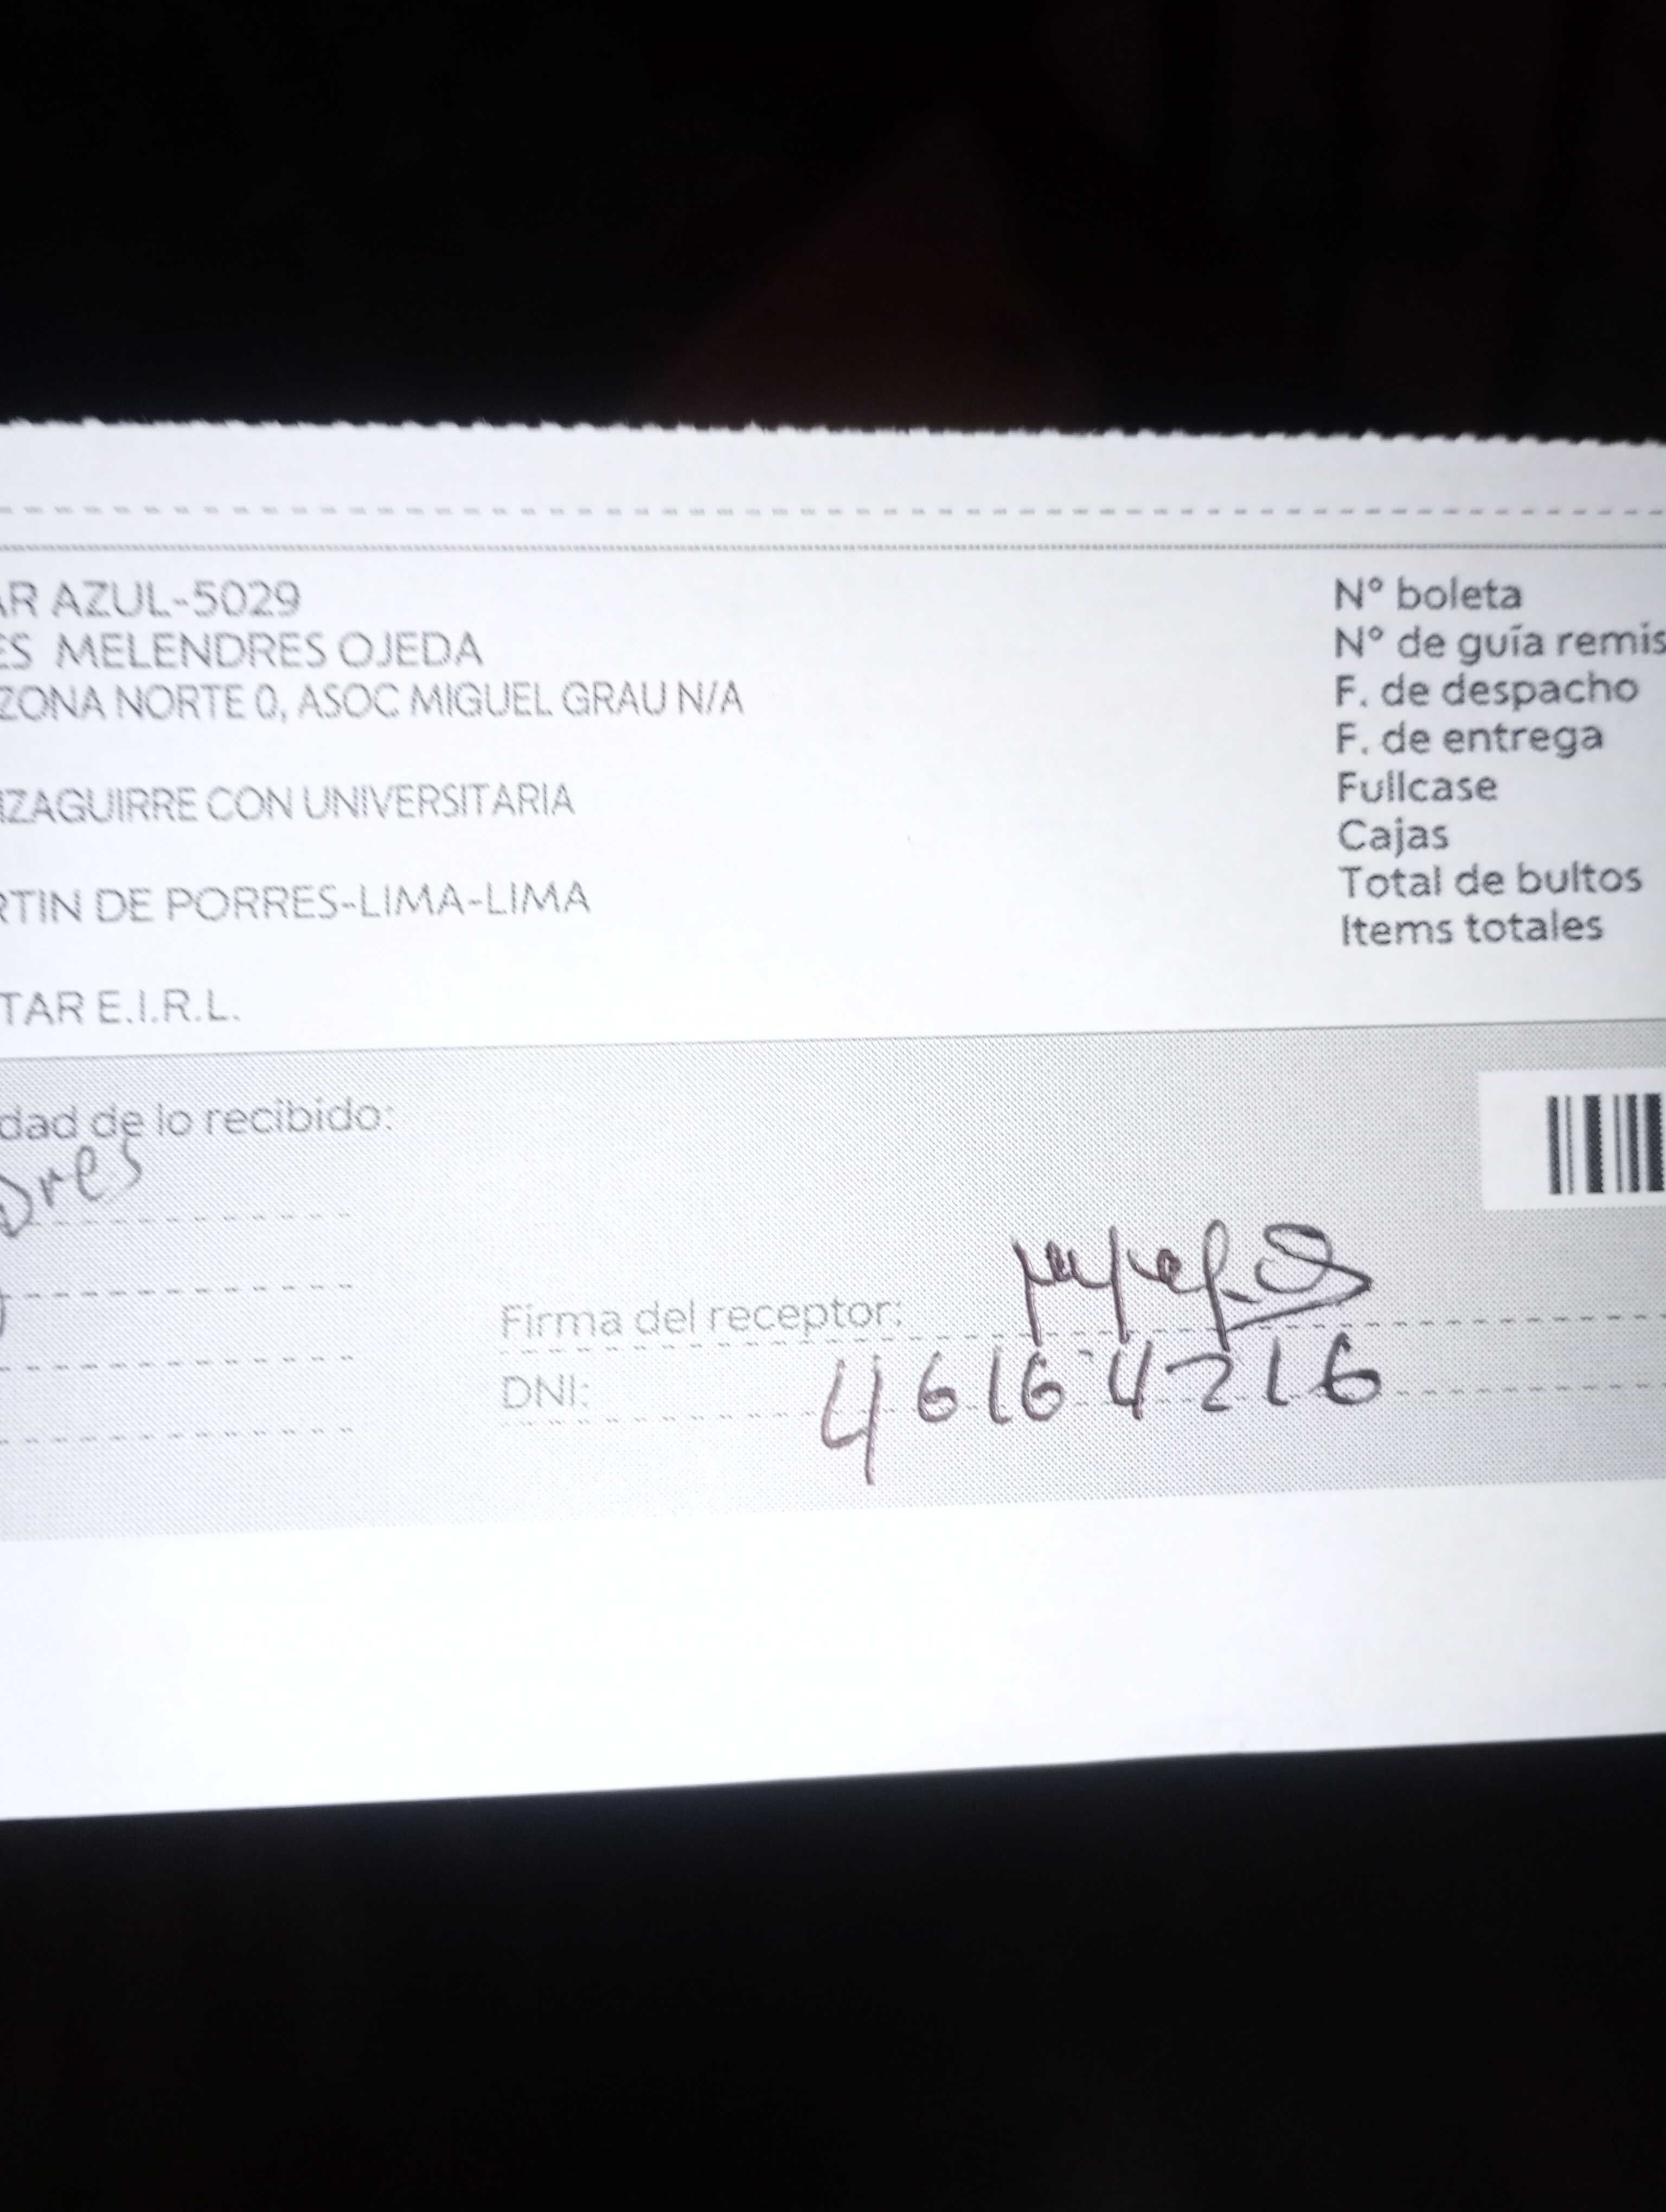 AR AZUL-5029
ES MELENDRES OJEDA
ZONA NORTE 0, ASOC MIGUEL GRAU N/A
IZAGUIRRE CON UNIVERSITARIA
RTIN DE PORRES-LIMA-LIMA
TAR E.I.R.L.
N° boleta
N° de guía remis
F. de despacho
F. de entrega
Fullcase
Cajas
Total de bultos
Items totales
dad de lo recibido:
Dres
Firma del receptor:
DNI: 46164216